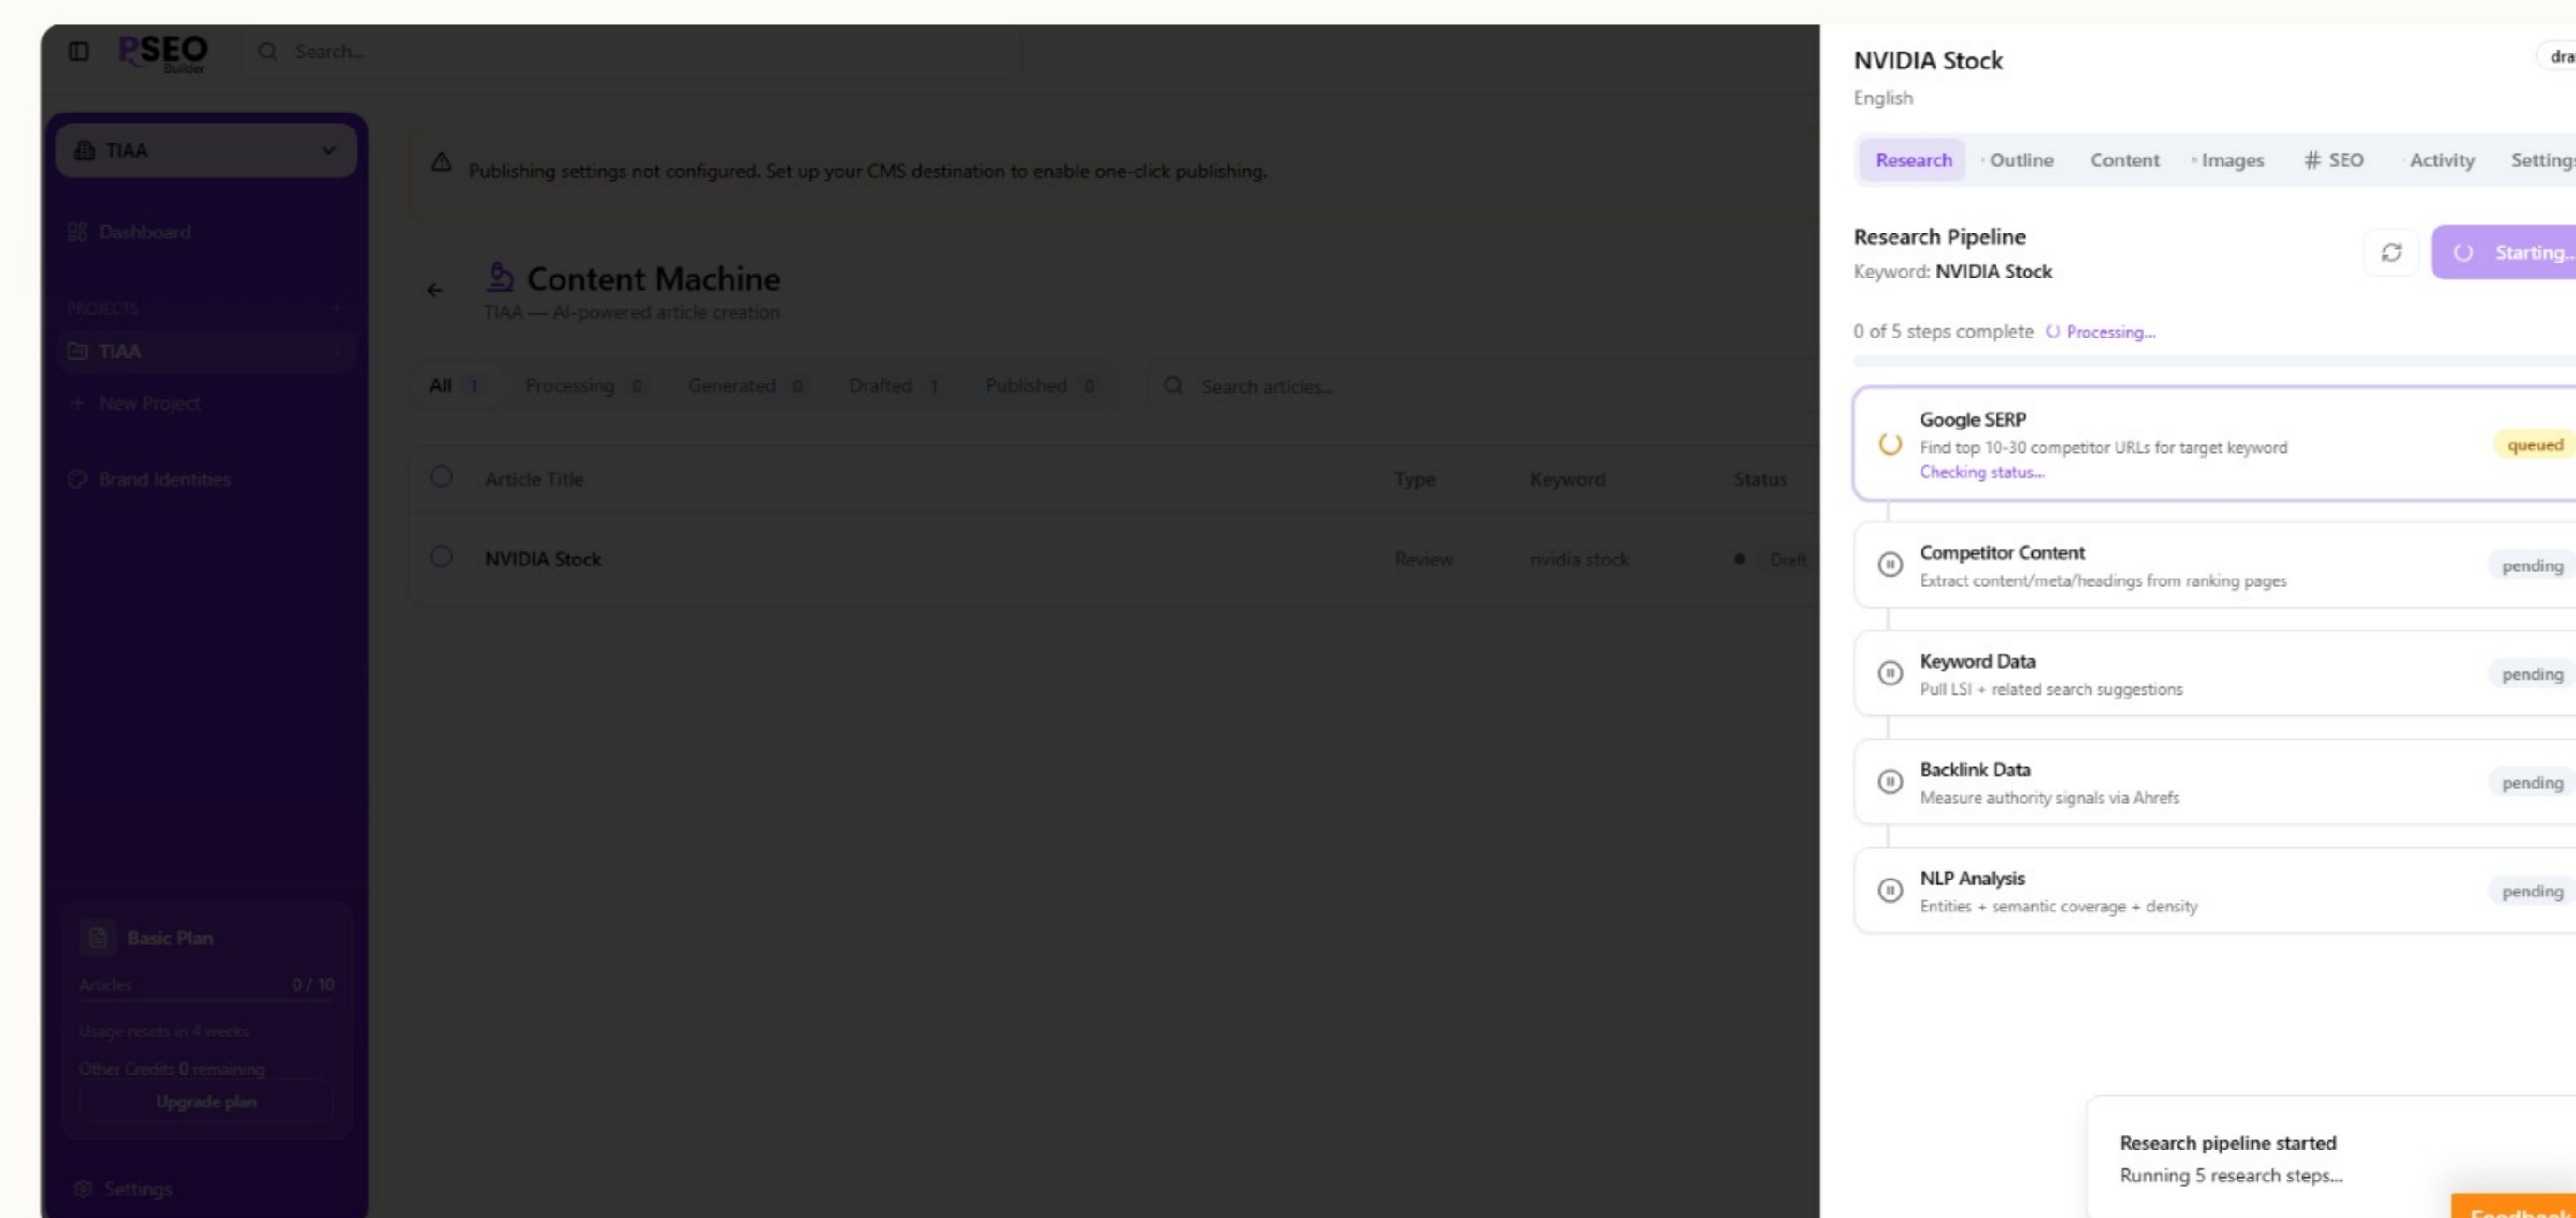 PSEO
Builder
Search...
TIAA
Dashboard
PROJECTS
TIAA
New Project
Brand Identities
Basic Plan
Articles 0 / 10
Usage resets in 4 weeks
Other Credits 0 remaining
Upgrade plan
Settings
Publishing settings not configured. Set up your CMS destination to enable one-click publishing.
Content Machine
TIAA — AI-powered article creation
All 1 Processing 0 Generated 0 Drafted 1 Published 0 Search articles...
Article Title Type Keyword Status
NVIDIA Stock Review nvidia stock Draft
NVIDIA Stock
English
Research Outline Content Images # SEO Activity
Research Pipeline
Keyword: NVIDIA Stock
Starting...
0 of 5 steps complete Processing...
Google SERP
Find top 10-30 competitor URLs for target keyword
Checking status...
queued
Competitor Content
Extract content/meta/headings from ranking pages
pending
Keyword Data
Pull LSI + related search suggestions
pending
Backlink Data
Measure authority signals via Ahrefs
pending
NLP Analysis
Entities + semantic coverage + density
pending
Research pipeline started
Running 5 research steps...